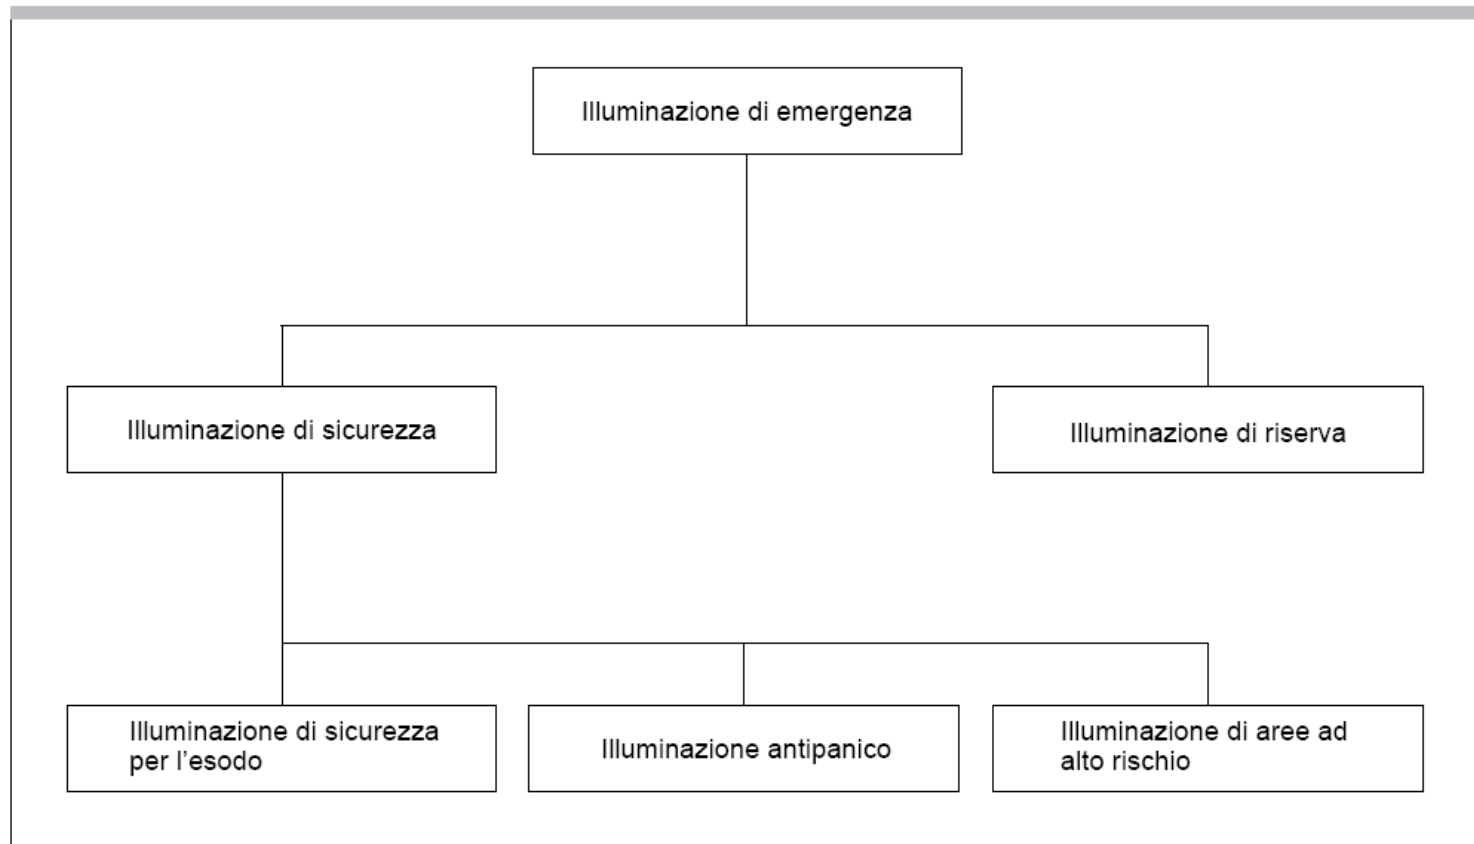 Illuminazione di emergenza
Illuminazione di sicurezza
Illuminazione di riserva
Illuminazione di sicurezza
per l'esodo
Illuminazione antipanico
Illuminazione di aree ad
alto rischio